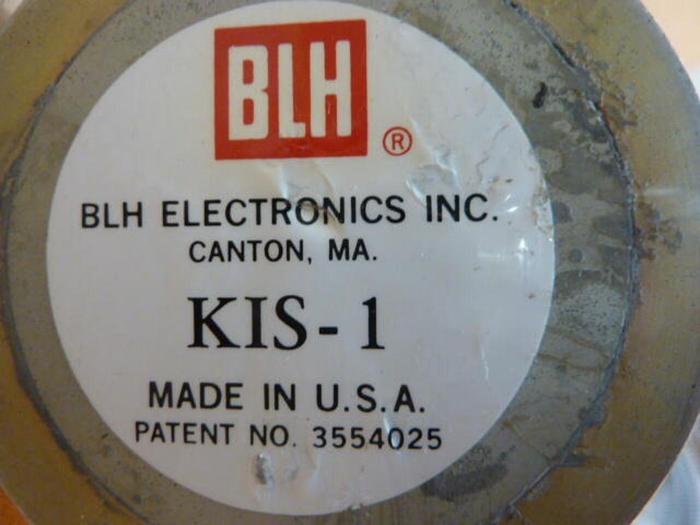 BLH
®
BLH ELECTRONICS INC.
CANTON, MA.
KIS-1
MADE IN U.S.A.
PATENT NO. 3554025